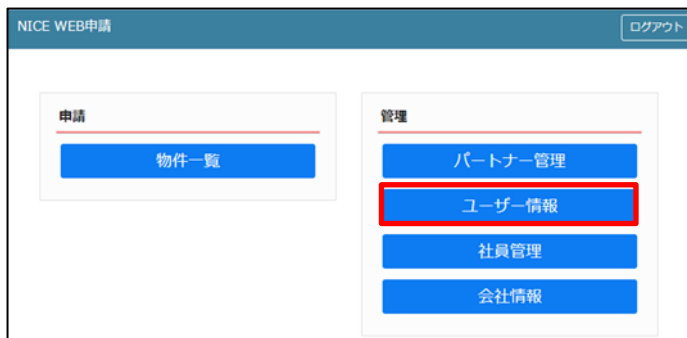 NICE WEB申請
ログアウト
申請
物件一覧
管理
パートナー管理
ユーザー情報
社員管理
会社情報